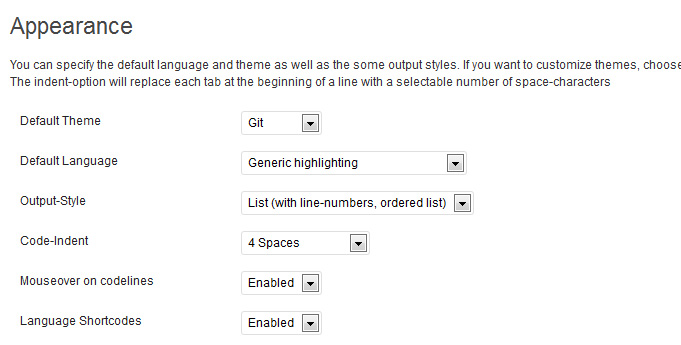 Appearance
You can specify the default language and theme as well as the some output styles. If you want to customize themes, choose
The indent-option will replace each tab at the beginning of a line with a selectable number of space-characters
Default Theme Git
Default Language Generic highlighting
Output-Style List (with line-numbers, ordered list)
Code-Indent 4 Spaces
Mouseover on codelines Enabled
Language Shortcodes Enabled